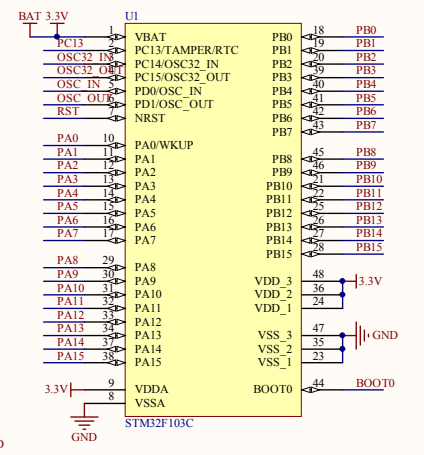 U1
BAT 3.3V
1 VBAT PB0 18 PB0
PC13 2 PC13/TAMPER/RTC PB1 19 PB1
OSC32_IN 3 PC14/OSC32_IN PB2 20 PB2
OSC32_OUT 4 PC15/OSC32_OUT PB3 39 PB3
OSC_IN 5 PD0/OSC_IN PB4 40 PB4
OSC_OUT 6 PD1/OSC_OUT PB5 41 PB5
RST 7 NRST PB6 42 PB6
PB7 43 PB7
PA0 10 PA0/WKUP
PA1 11 PA1 PB8 45 PB8
PA2 12 PA2 PB9 46 PB9
PA3 13 PA3 PB10 21 PB10
PA4 14 PA4 PB11 22 PB11
PA5 15 PA5 PB12 25 PB12
PA6 16 PA6 PB13 26 PB13
PA7 17 PA7 PB14 27 PB14
PB15 28 PB15
PA8 29 PA8
PA9 30 PA9 VDD_3 48 3.3V
PA10 31 PA10 VDD_2 36
PA11 32 PA11 VDD_1 24
PA12 33 PA12
PA13 34 PA13 VSS_3 47 GND
PA14 37 PA14 VSS_2 35
PA15 38 PA15 VSS_1 23
3.3V 9 VDDA BOOT0 44 BOOT0
8 VSSA
GND
STM32F103C